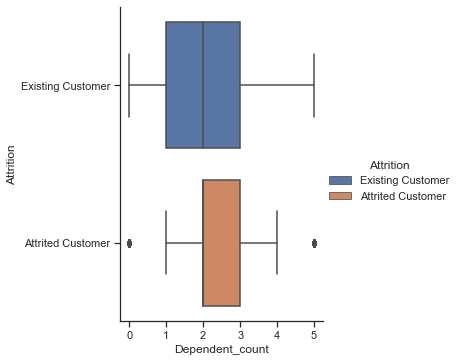 Existing Customer
Attrition
Attrited Customer
0 1 2 3 4 5
Dependent_count
Attrition
Existing Customer
Attrited Customer